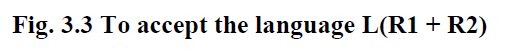 Fig. 3.3 To accept the language L(R1 + R2)